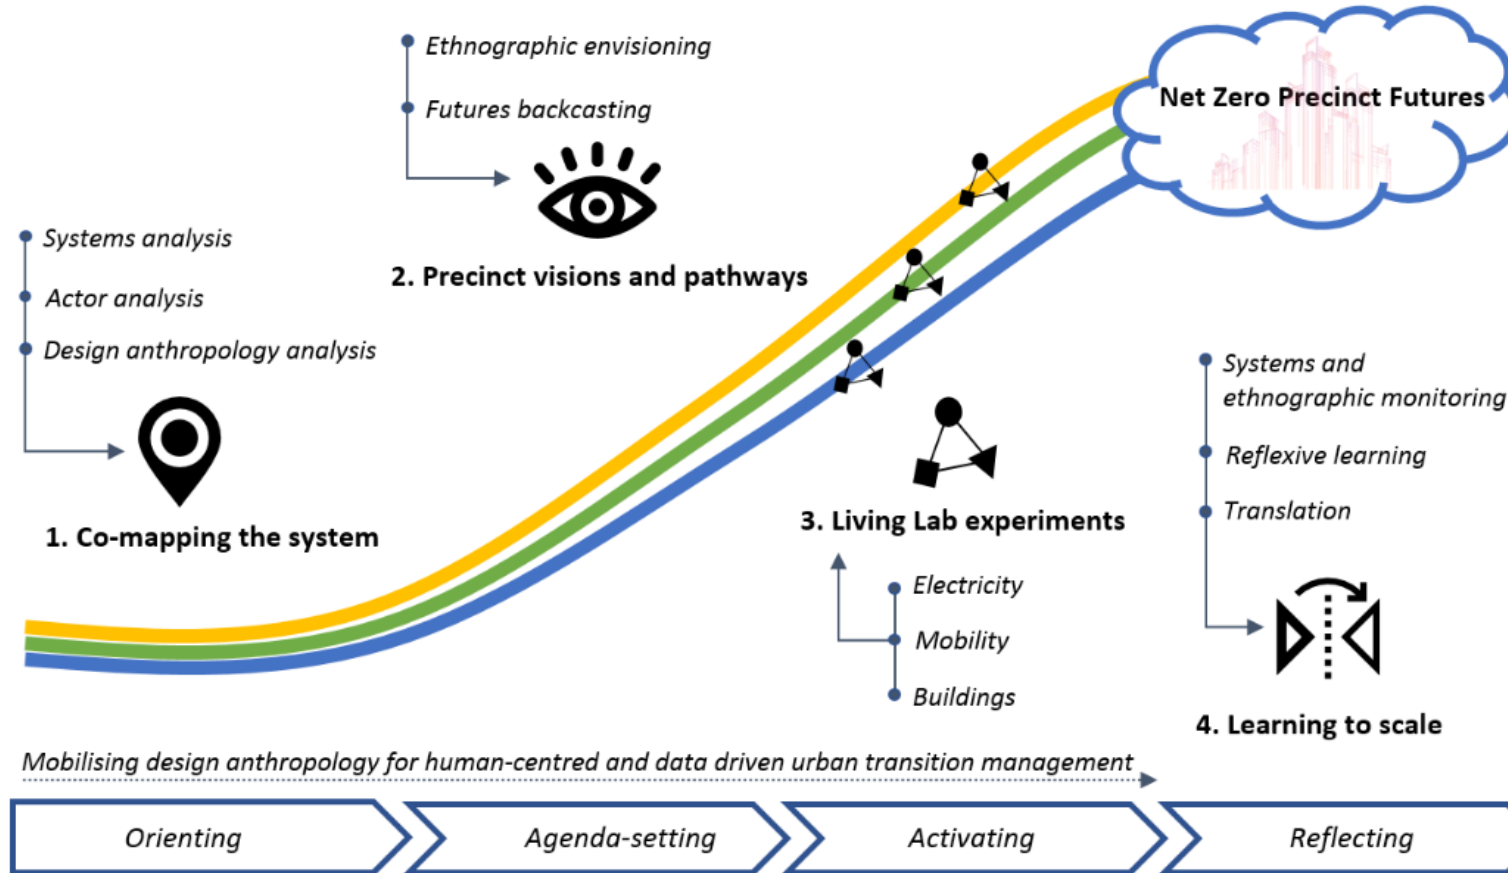 Ethnographic envisioning
Futures backcasting
2. Precinct visions and pathways
Net Zero Precinct Futures
Systems analysis
Actor analysis
Design anthropology analysis
1. Co-mapping the system
3. Living Lab experiments
Electricity
Mobility
Buildings
Systems and
ethnographic monitoring
Reflexive learning
Translation
4. Learning to scale
Mobilising design anthropology for human-centred and data driven urban transition management
Orienting
Agenda-setting
Activating
Reflecting